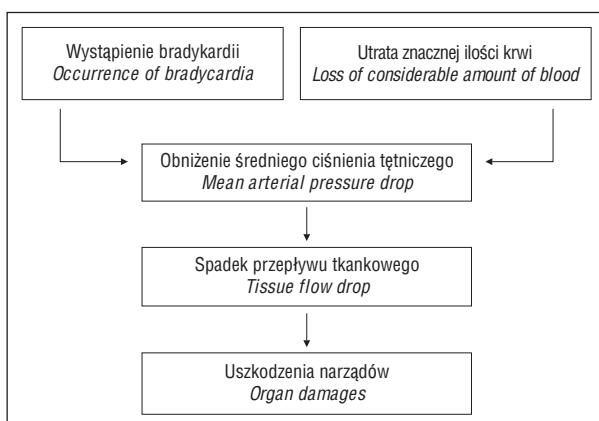 Wystąpienie bradykardii
Occurrence of bradycardia
Utrata znacznej ilości krwi
Loss of considerable amount of blood
Obniżenie średniego ciśnienia tętniczego
Mean arterial pressure drop
Spadek przepływu tkankowego
Tissue flow drop
Uszkodzenia narządów
Organ damages